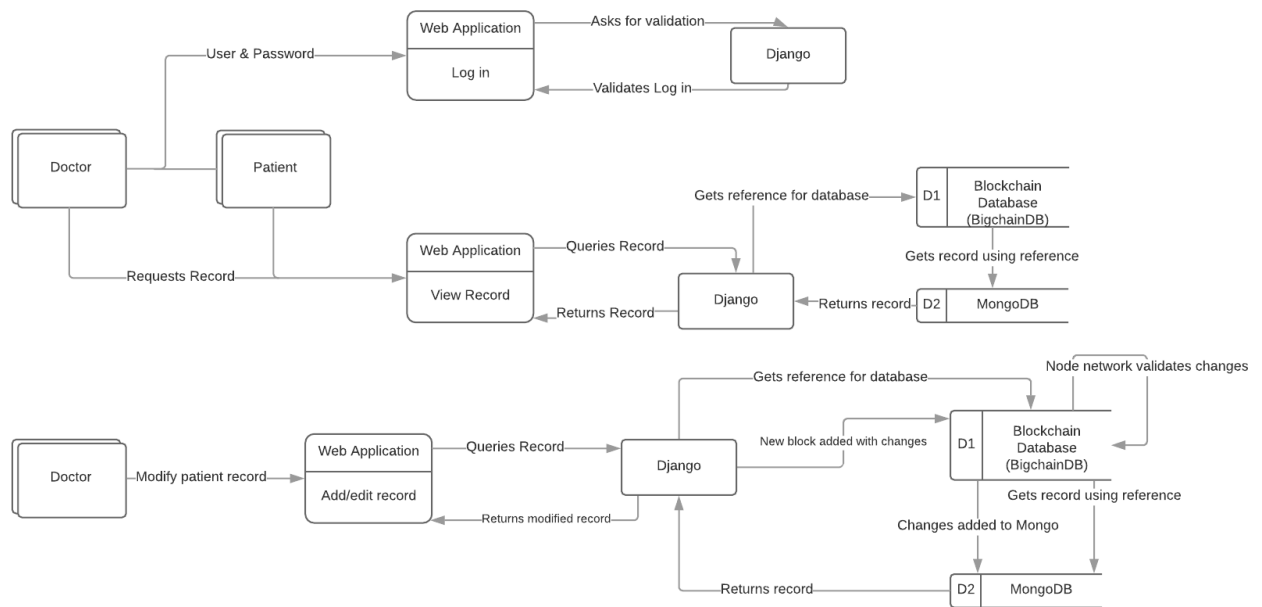 Web Application
Asks for validation
User & Password
Log in
Django
Validates Log in
Doctor
Patient
Gets reference for database
D1
Blockchain
Database
(BigchainDB)
Web Application
Queries Record
Gets record using reference
Requests Record
View Record
Django
Returns Record
Returns record
D2
MongoDB
Node network validates changes
Gets reference for database
Doctor
Modify patient record
Web Application
Add/edit record
Queries Record
Django
New block added with changes
D1
Blockchain
Database
(BigchainDB)
Gets record using reference
Returns modified record
Changes added to Mongo
Returns record
D2
MongoDB